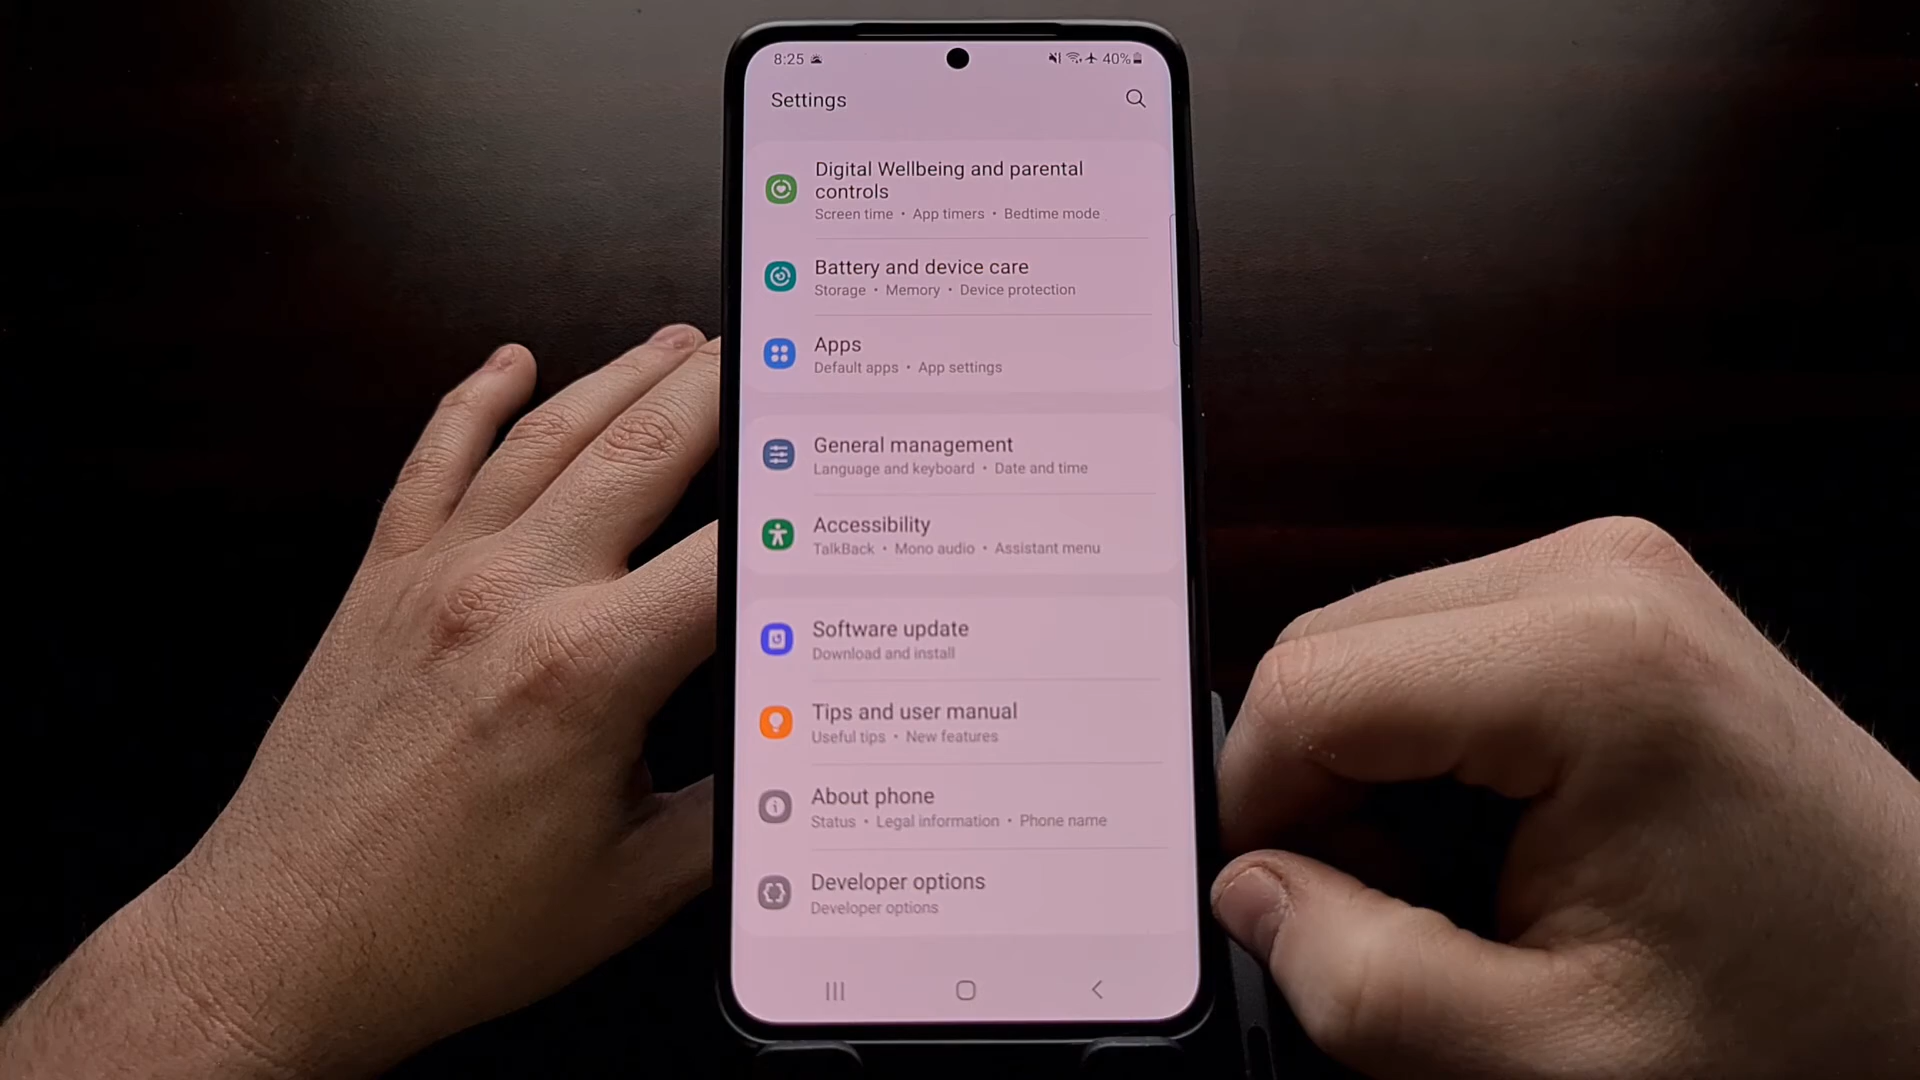 8:25
40%
Settings
Digital Wellbeing and parental
controls
Screen time • App timers • Bedtime mode
Battery and device care
Storage • Memory • Device protection
Apps
Default apps • App settings
General management
Language and keyboard • Date and time
Accessibility
TalkBack • Mono audio • Assistant menu
Software update
Download and install
Tips and user manual
Useful tips • New features
About phone
Status • Legal information • Phone name
Developer options
Developer options